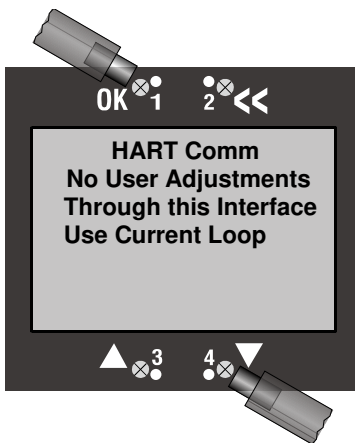 OK 1 2 <<
HART Comm
No User Adjustments
Through this Interface
Use Current Loop
3 4